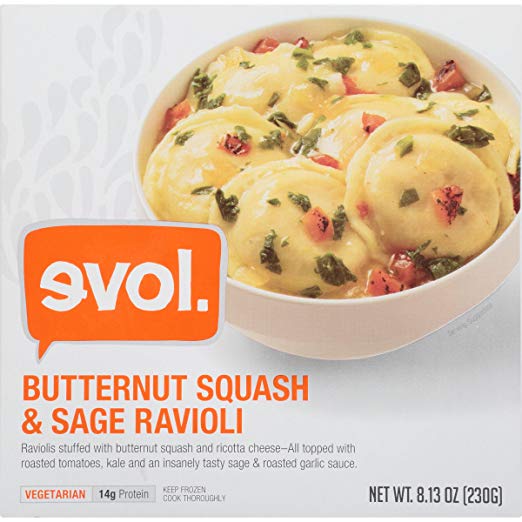 evol.
BUTTERNUT SQUASH
& SAGE RAVIOLI
Raviolis stuffed with butternut squash and ricotta cheese–All topped with
roasted tomatoes, kale and an insanely tasty sage & roasted garlic sauce.
VEGETARIAN 14g Protein KEEP FROZEN
COOK THOROUGHLY
NET WT. 8.13 OZ (230G)
Serving Suggestion